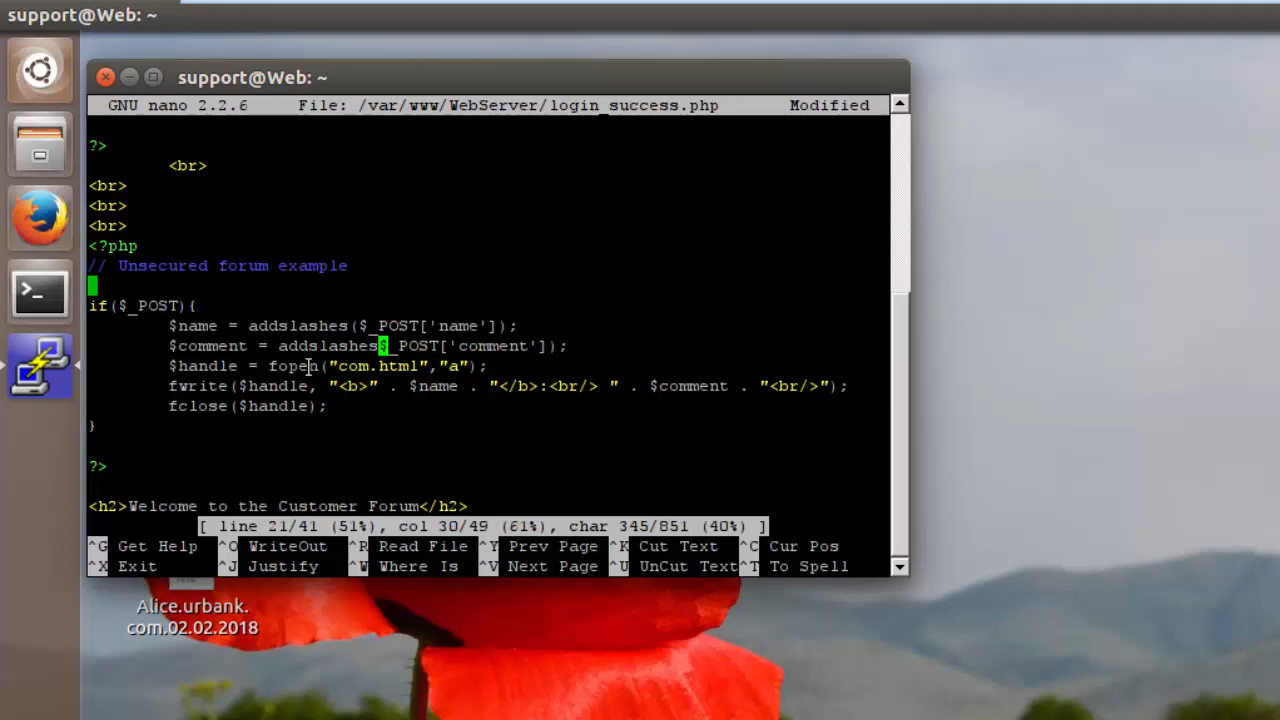 support@Web: ~
support@Web: ~
GNU nano 2.2.6 File: /var/www/WebServer/login_success.php Modified
?>
<br>
<br>
<br>
<br>
<?php
// Unsecured forum example
if($_POST){
$name = addslashes($_POST['name']);
$comment = addslashes$_POST['comment']);
$handle = fopen("com.html","a");
fwrite($handle, "<b>" . $name . "</b>:<br/> " . $comment . "<br/>");
fclose($handle);
}
?>
<h2>Welcome to the Customer Forum</h2>
[ line 21/41 (51%), col 30/49 (61%), char 345/851 (40%) ]
^G Get Help ^O WriteOut ^R Read File ^Y Prev Page ^K Cut Text ^C Cur Pos
^X Exit ^J Justify ^W Where Is ^V Next Page ^U UnCut Text ^T To Spell
Alice.urbank.
com.02.02.2018